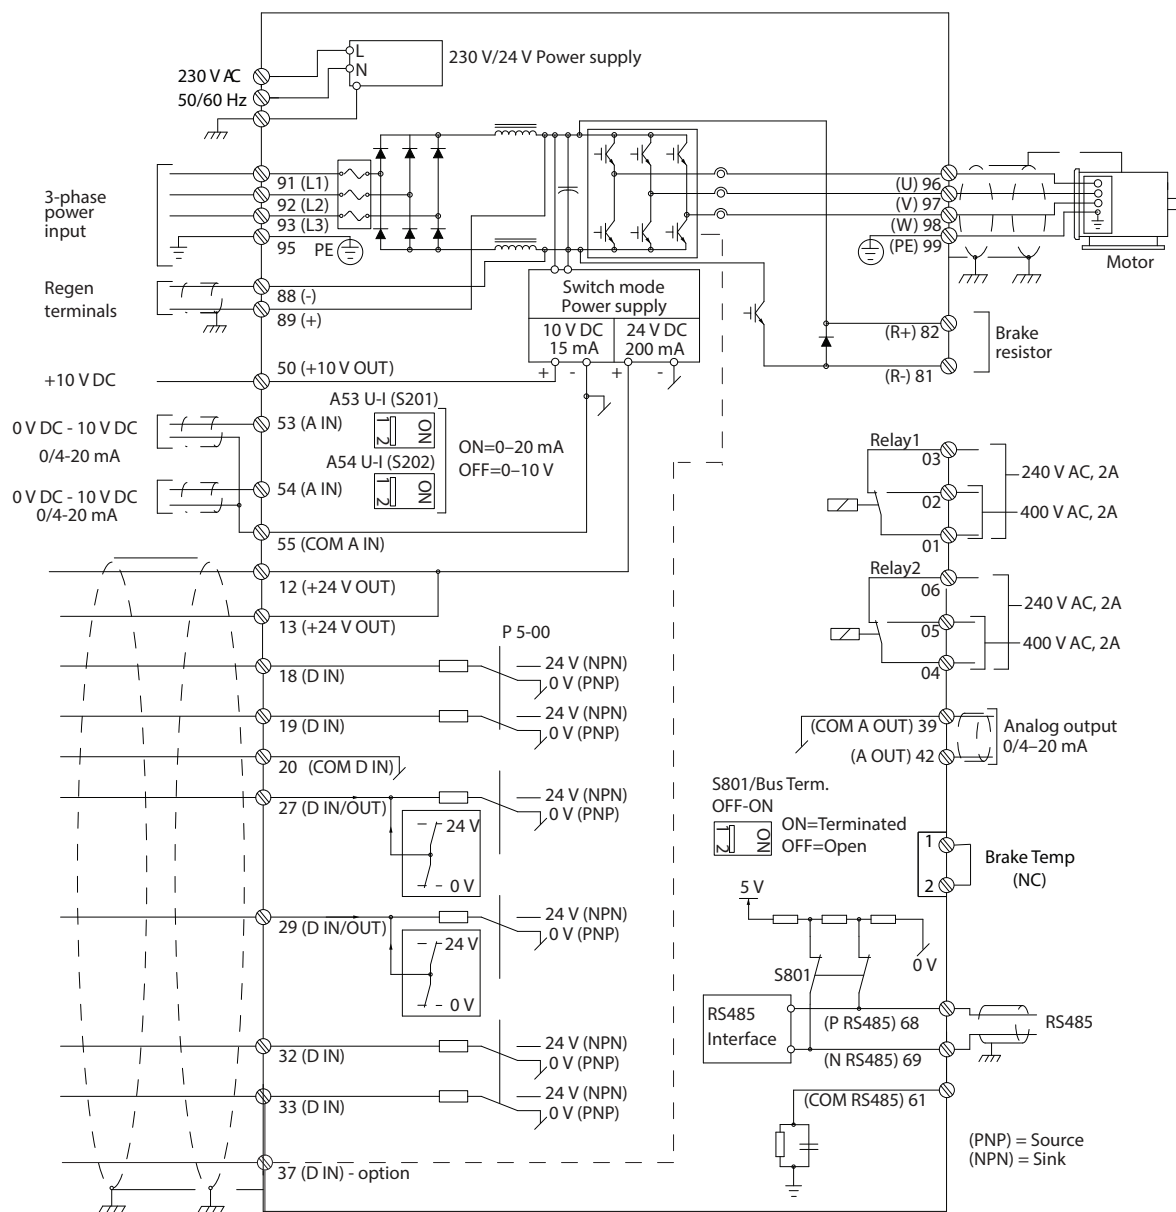 230 V/24 V Power supply
L
N
230 V AC
50/60 Hz
3-phase
power
input
91 (L1)
92 (L2)
93 (L3)
95
PE
Regen
terminals
88 (-)
89 (+)
Switch mode
Power supply
10 V DC
15 mA
24 V DC
200 mA
+
-
+
-
(U) 96
(V) 97
(W) 98
(PE) 99
Motor
(R+) 82
Brake
resistor
(R-) 81
+10 V DC
50 (+10 V OUT)
0 V DC - 10 V DC
0/4-20 mA
53 (A IN)
A53 U-I (S201)
1
2
ON
ON=0–20 mA
OFF=0–10 V
A54 U-I (S202)
1
2
ON
0 V DC - 10 V DC
0/4-20 mA
54 (A IN)
55 (COM A IN)
12 (+24 V OUT)
13 (+24 V OUT)
P 5-00
18 (D IN)
24 V (NPN)
0 V (PNP)
19 (D IN)
24 V (NPN)
0 V (PNP)
20 (COM D IN)
27 (D IN/OUT)
24 V (NPN)
0 V (PNP)
24 V
0 V
29 (D IN/OUT)
24 V (NPN)
0 V (PNP)
24 V
0 V
32 (D IN)
24 V (NPN)
0 V (PNP)
33 (D IN)
24 V (NPN)
0 V (PNP)
37 (D IN) - option
Relay1
03
02
01
240 V AC, 2A
400 V AC, 2A
Relay2
06
05
04
240 V AC, 2A
400 V AC, 2A
(COM A OUT) 39
(A OUT) 42
Analog output
0/4–20 mA
S801/Bus Term.
OFF-ON
1
2
ON
ON=Terminated
OFF=Open
1
2
Brake Temp
(NC)
5 V
0 V
S801
RS485
Interface
(P RS485) 68
(N RS485) 69
RS485
(COM RS485) 61
(PNP) = Source
(NPN) = Sink